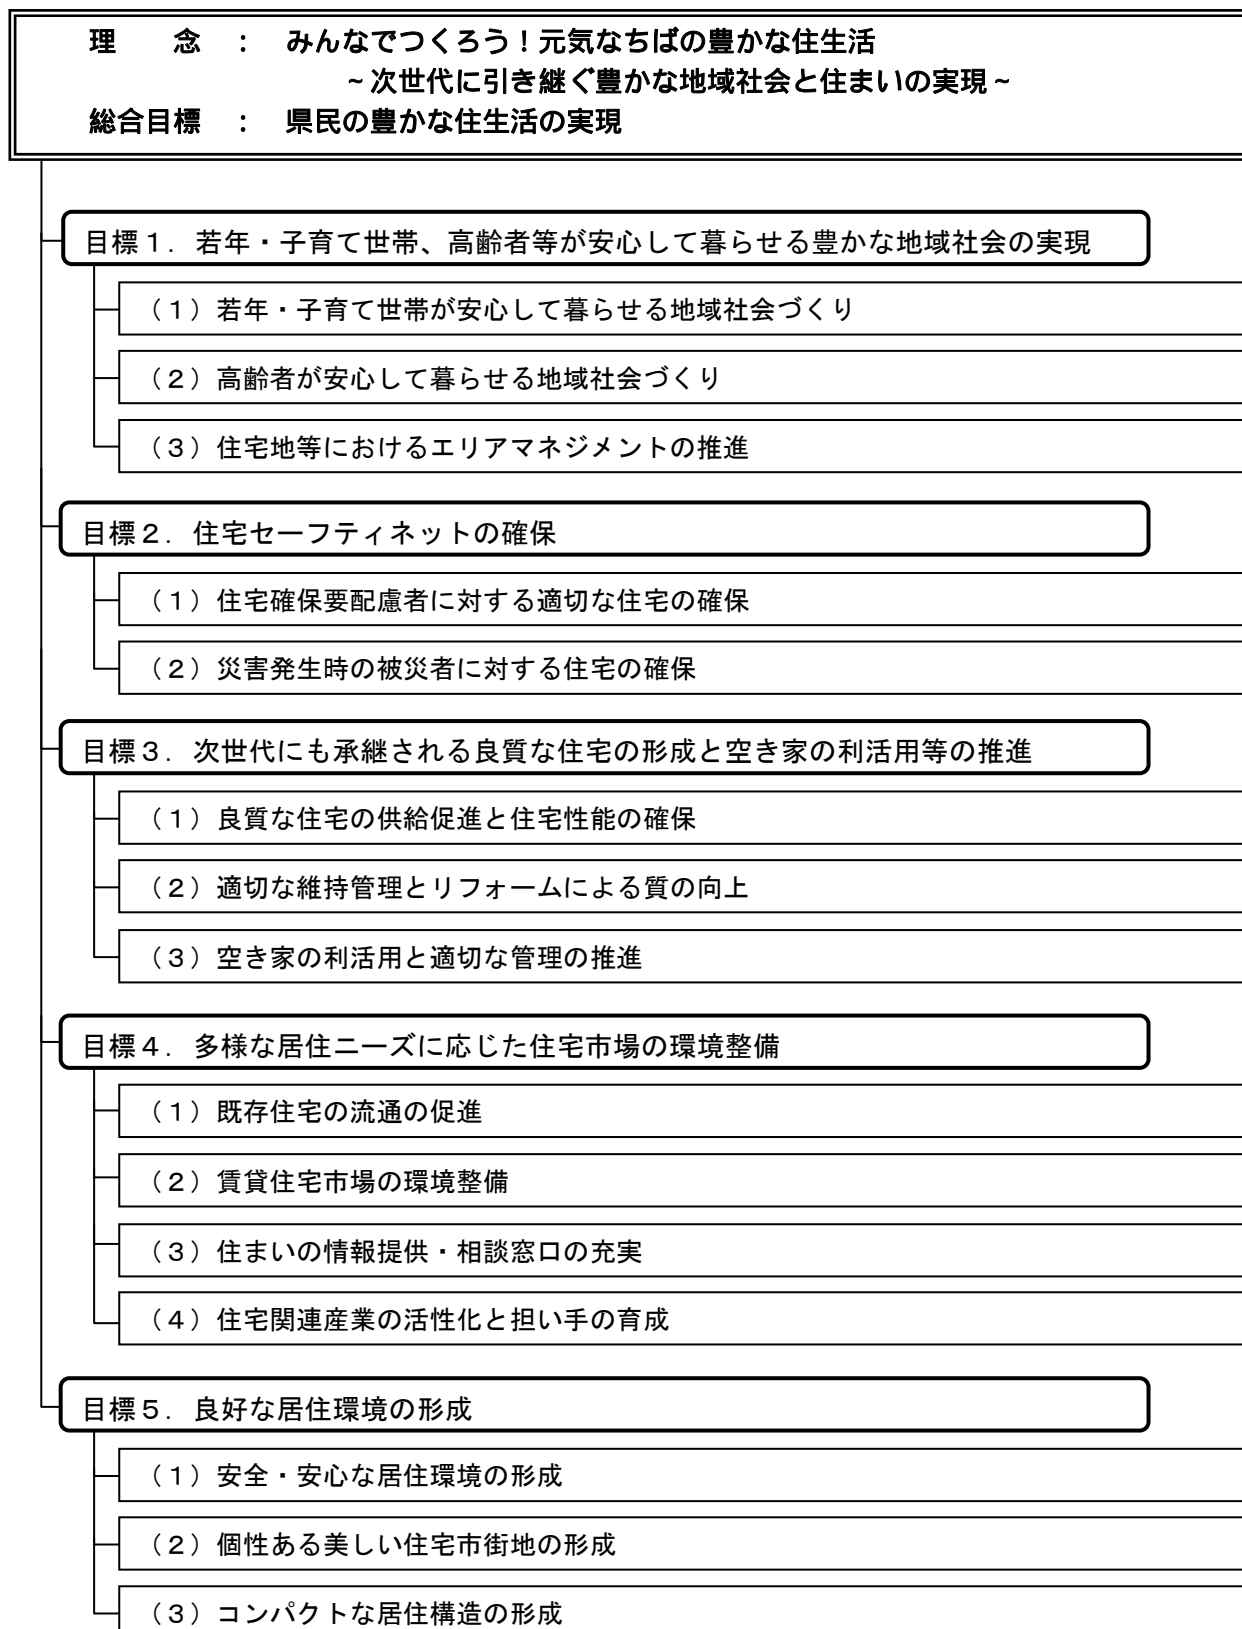 理　　念　：　みんなでつくろう！元気なちばの豊かな住生活
～次世代に引き継ぐ豊かな地域社会と住まいの実現～
総合目標　：　県民の豊かな住生活の実現
目標１．若年・子育て世帯、高齢者等が安心して暮らせる豊かな地域社会の実現
（１）若年・子育て世帯が安心して暮らせる地域社会づくり
（２）高齢者が安心して暮らせる地域社会づくり
（３）住宅地等におけるエリアマネジメントの推進
目標２．住宅セーフティネットの確保
（１）住宅確保要配慮者に対する適切な住宅の確保
（２）災害発生時の被災者に対する住宅の確保
目標３．次世代にも承継される良質な住宅の形成と空き家の利活用等の推進
（１）良質な住宅の供給促進と住宅性能の確保
（２）適切な維持管理とリフォームによる質の向上
（３）空き家の利活用と適切な管理の推進
目標４．多様な居住ニーズに応じた住宅市場の環境整備
（１）既存住宅の流通の促進
（２）賃貸住宅市場の環境整備
（３）住まいの情報提供・相談窓口の充実
（４）住宅関連産業の活性化と担い手の育成
目標５．良好な居住環境の形成
（１）安全・安心な居住環境の形成
（２）個性ある美しい住宅市街地の形成
（３）コンパクトな居住構造の形成